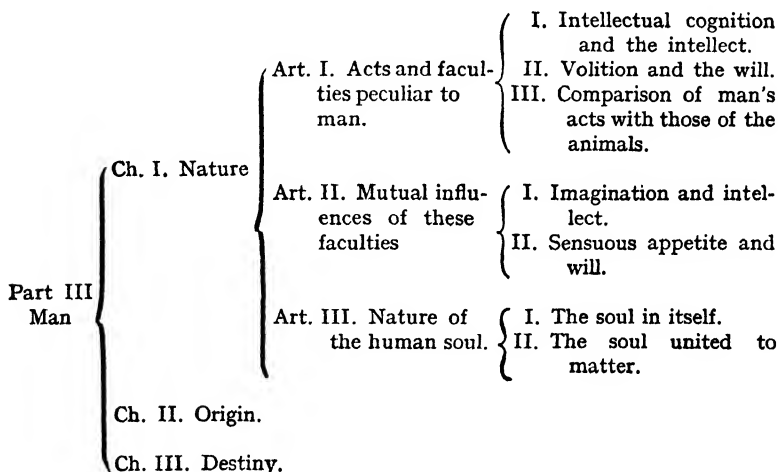 Part III
Man
Ch. I. Nature
Art. I. Acts and facul-
ties peculiar to
man.
I. Intellectual cognition
and the intellect.
II. Volition and the will.
III. Comparison of man's
acts with those of the
animals.
Art. II. Mutual influ-
ences of these
faculties
I. Imagination and intel-
lect.
II. Sensuous appetite and
will.
Art. III. Nature of
the human soul.
I. The soul in itself.
II. The soul united to
matter.
Ch. II. Origin.
Ch. III. Destiny.